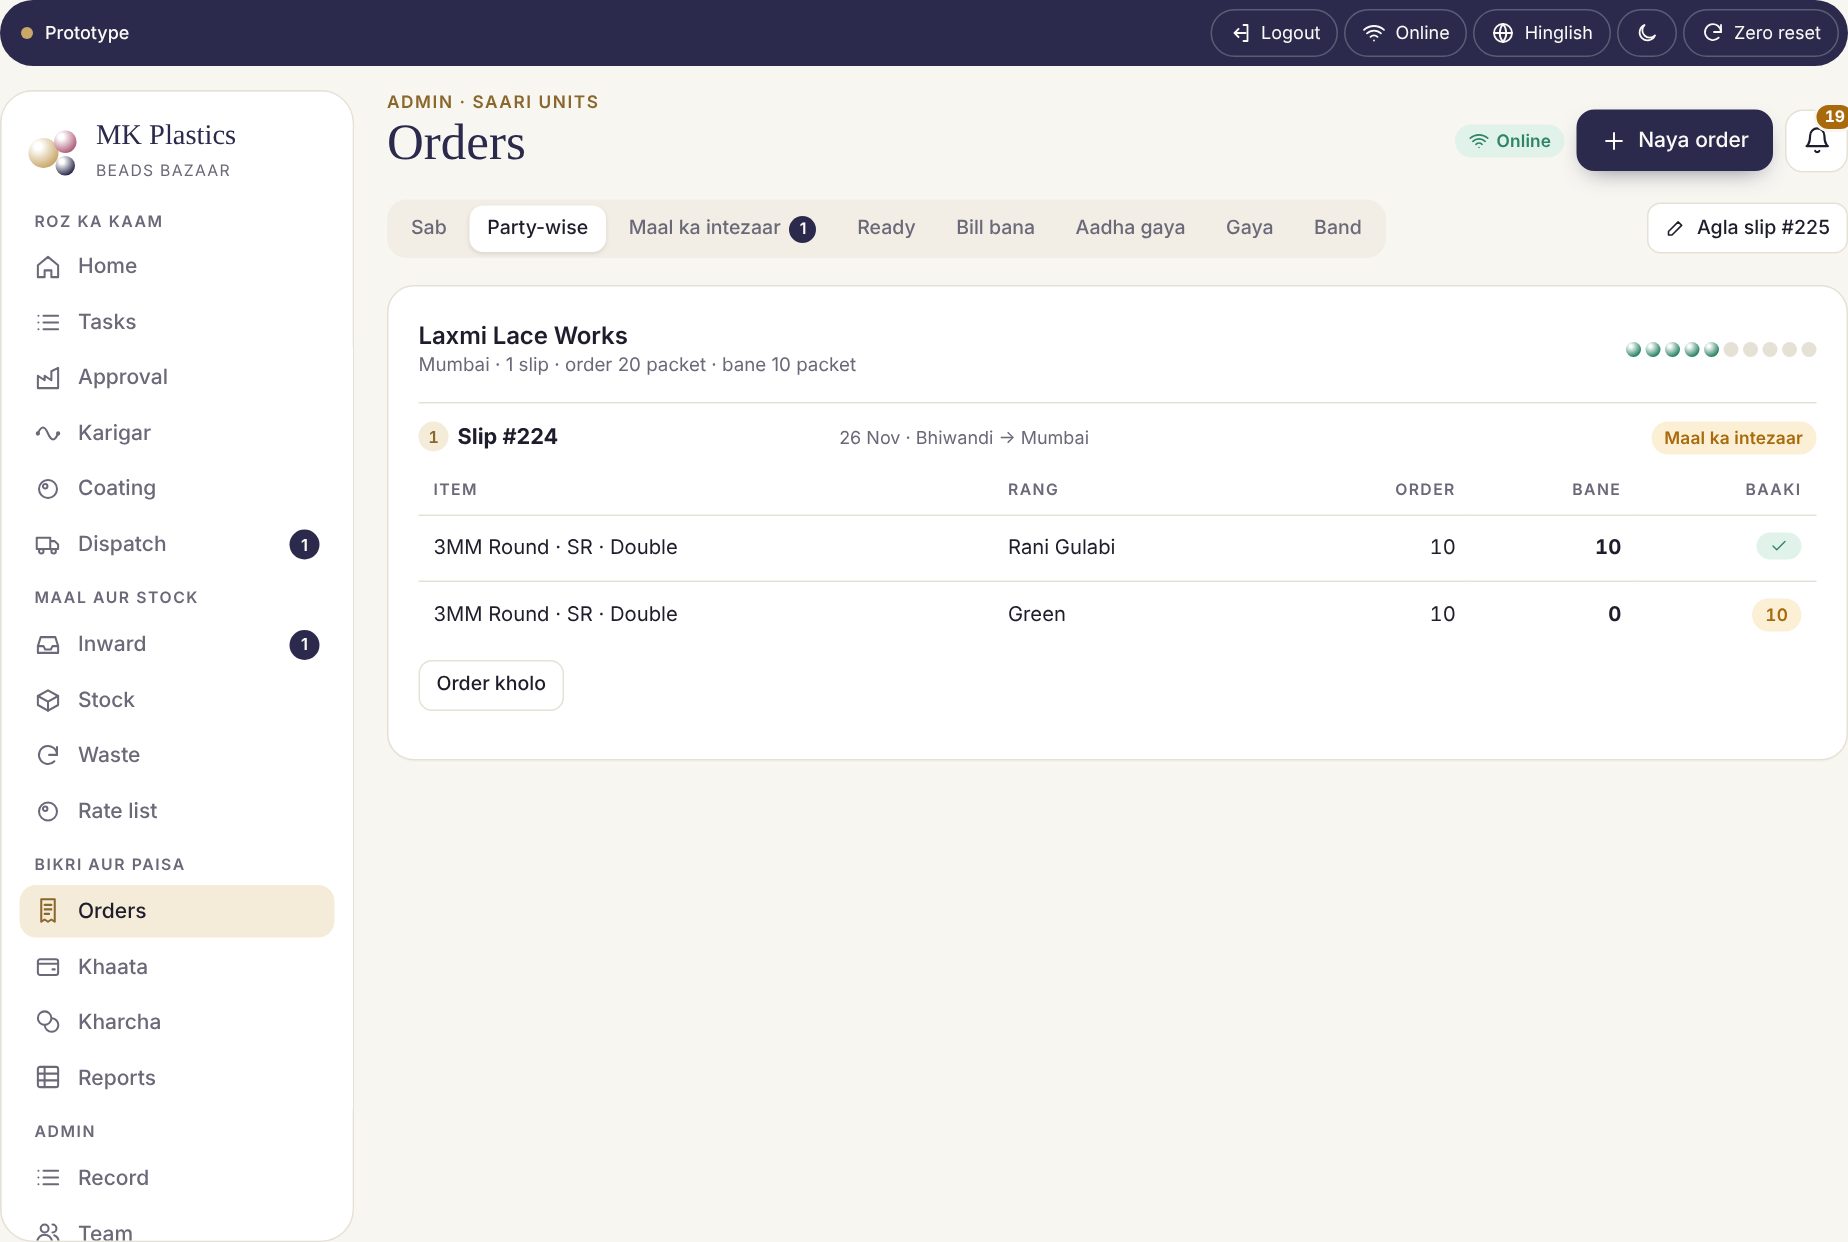 Prototype
Logout
Online
Hinglish
Zero reset
MK Plastics
BEADS BAZAAR
ROZ KA KAAM
Home
Tasks
Approval
Karigar
Coating
Dispatch 1
MAAL AUR STOCK
Inward 1
Stock
Waste
Rate list
BIKRI AUR PAISA
Orders
Khaata
Kharcha
Reports
ADMIN
Record
Team
ADMIN · SAARI UNITS
Orders
Online
+ Naya order
19
Sab
Party-wise
Maal ka intezaar 1
Ready
Bill bana
Aadha gaya
Gaya
Band
Agla slip #225
Laxmi Lace Works
Mumbai · 1 slip · order 20 packet · bane 10 packet
1 Slip #224 26 Nov · Bhiwandi → Mumbai Maal ka intezaar
ITEM RANG ORDER BANE BAAKI
3MM Round · SR · Double Rani Gulabi 10 10 ✓
3MM Round · SR · Double Green 10 0 10
Order kholo